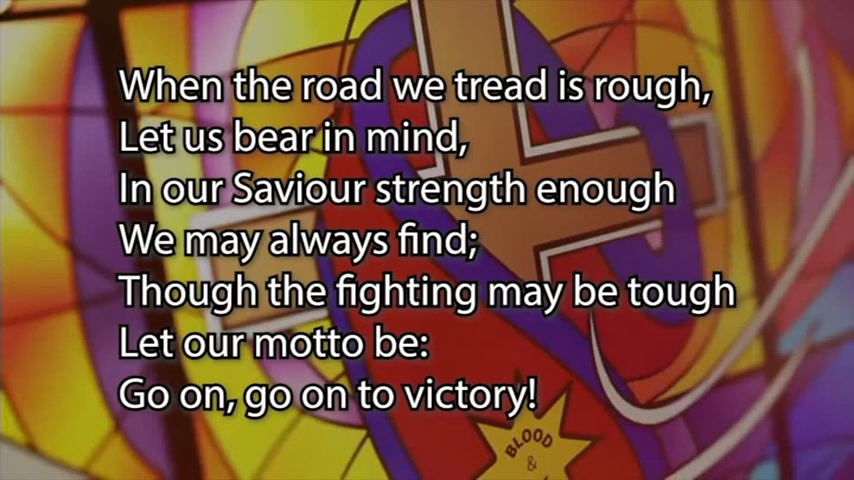 When the road we tread is rough,
Let us bear in mind,
In our Saviour strength enough
We may always find;
Though the fighting may be tough
Let our motto be:
Go on, go on to victory!
BLOOD
&